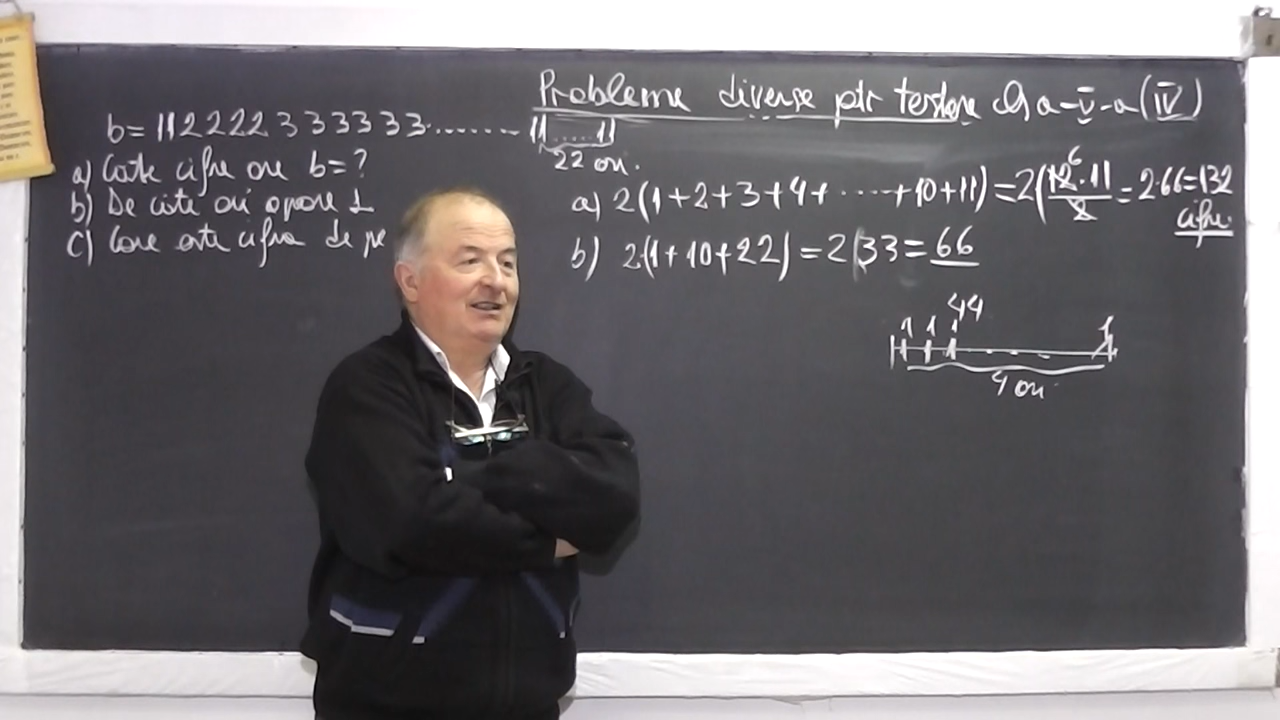 Probleme diverse ptr testare cls a-V-a (IV)
b=112222333333........11.....11
22 ori.
a) Câte cifre are b=?
b) De câte ori apare 1
c) Care este cifra de pe
a) 2(1+2+3+4+.....+10+11)=2(12·11/2=2·66=132
6
cifre.
b) 2(1+10+22)=2·33=66
44
1 1 1 1
4 ori